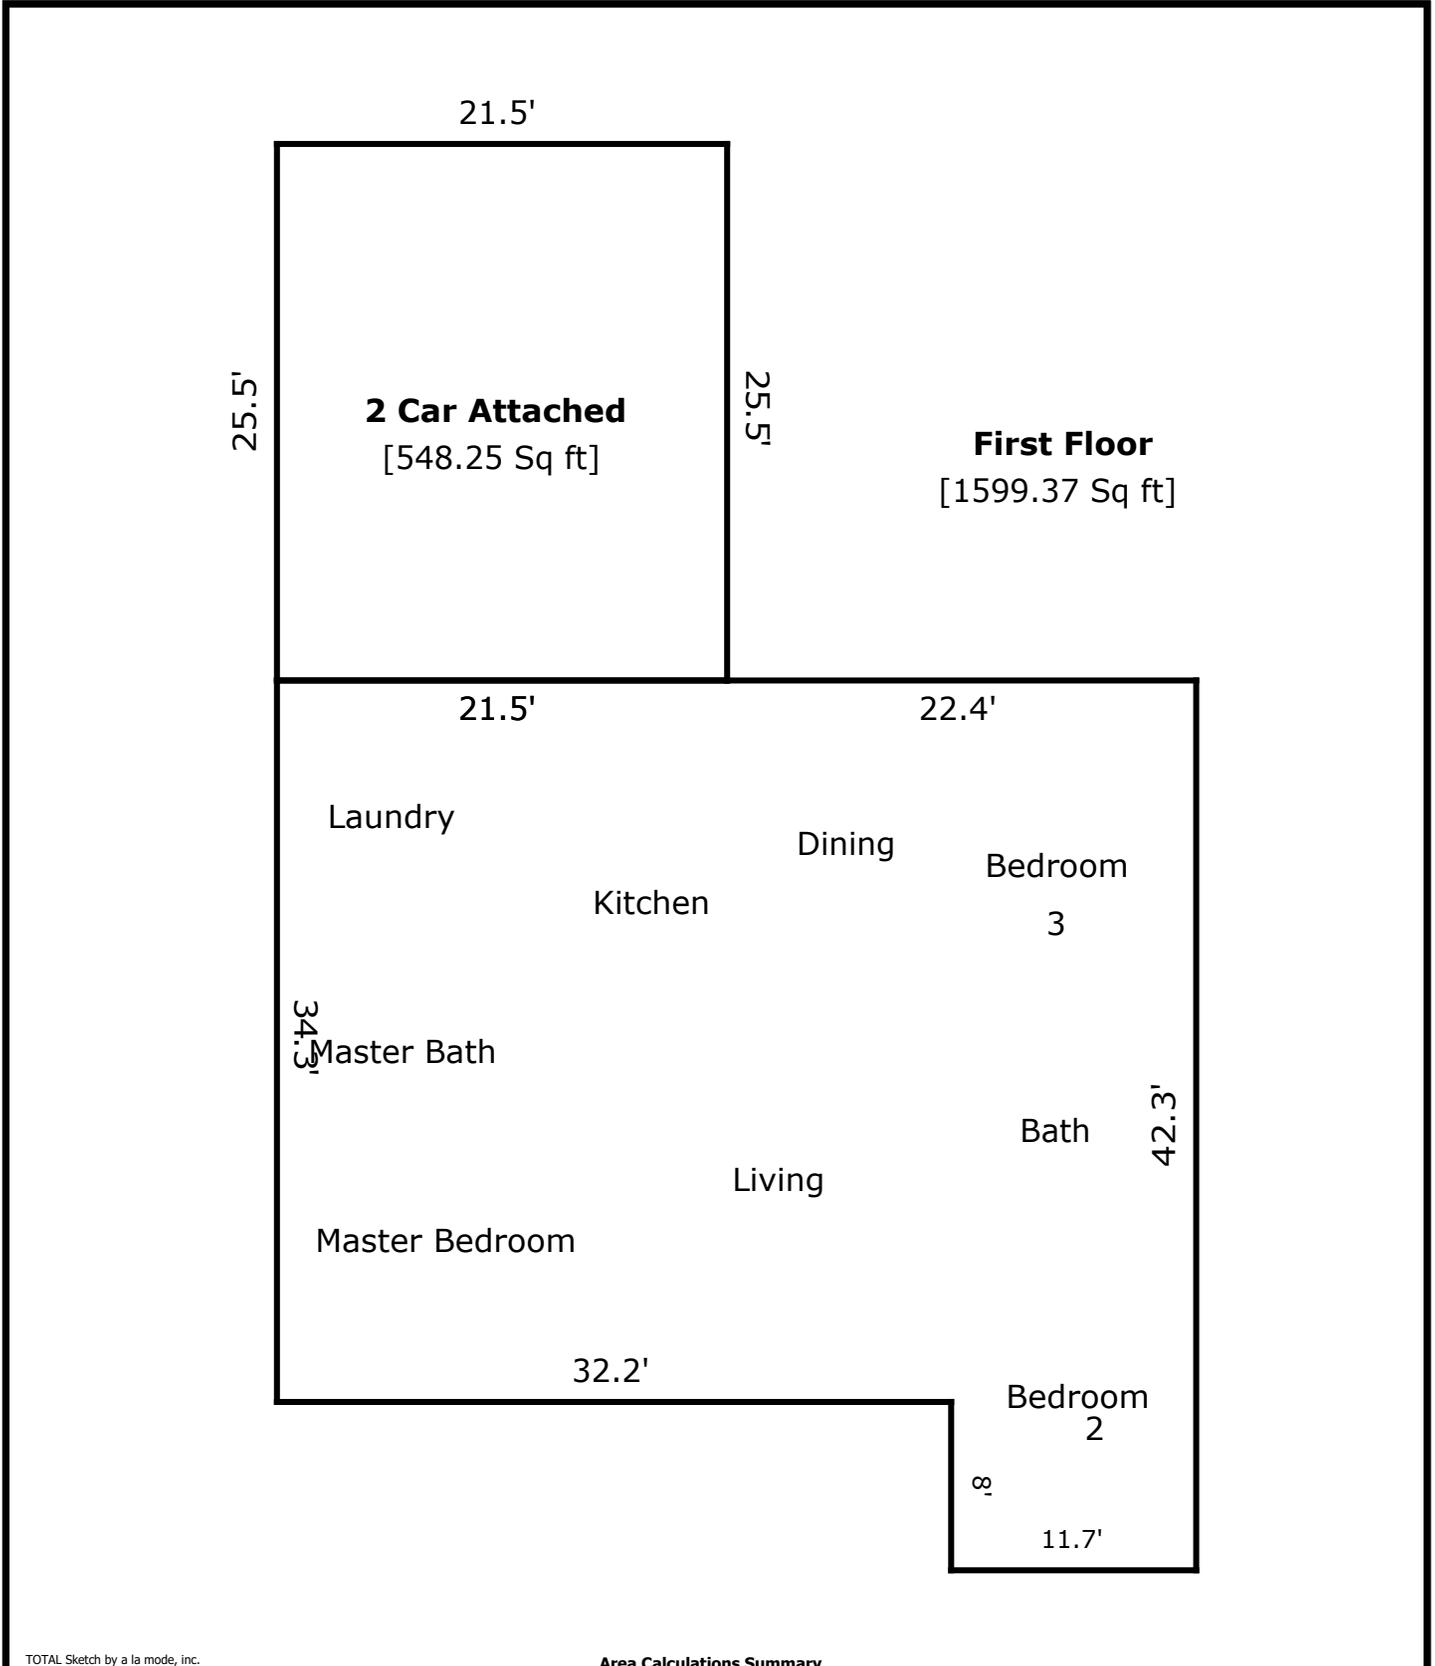 21.5'
25.5'
25.5'
2 Car Attached
[548.25 Sq ft]
First Floor
[1599.37 Sq ft]
21.5'
22.4'
Laundry
Dining
Bedroom
3
Kitchen
34.3'
Master Bath
42.3'
Bath
Living
Master Bedroom
32.2'
Bedroom
2
8'
11.7'
TOTAL Sketch by a la mode, inc.
Area Calculations Summary